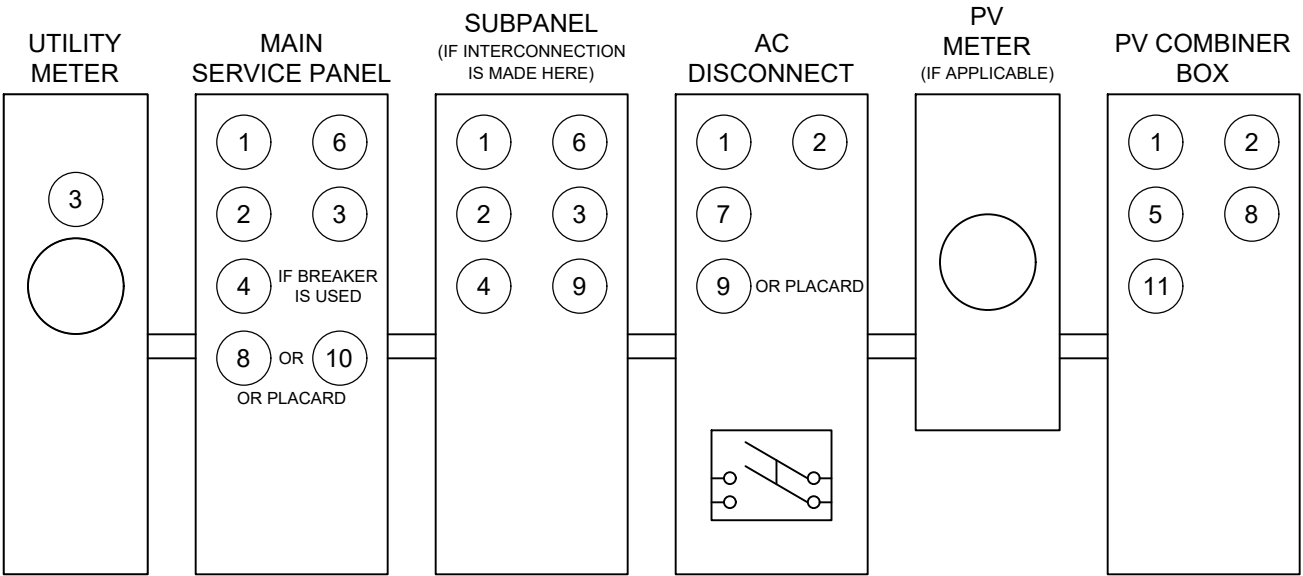 UTILITY
METER
3
MAIN
SERVICE PANEL
1 6
2 3
4 IF BREAKER
IS USED
8 OR 10
OR PLACARD
SUBPANEL
(IF INTERCONNECTION
IS MADE HERE)
1 6
2 3
4 9
AC
DISCONNECT
1 2
7
9 OR PLACARD
PV
METER
(IF APPLICABLE)
PV COMBINER
BOX
1 2
5 8
11